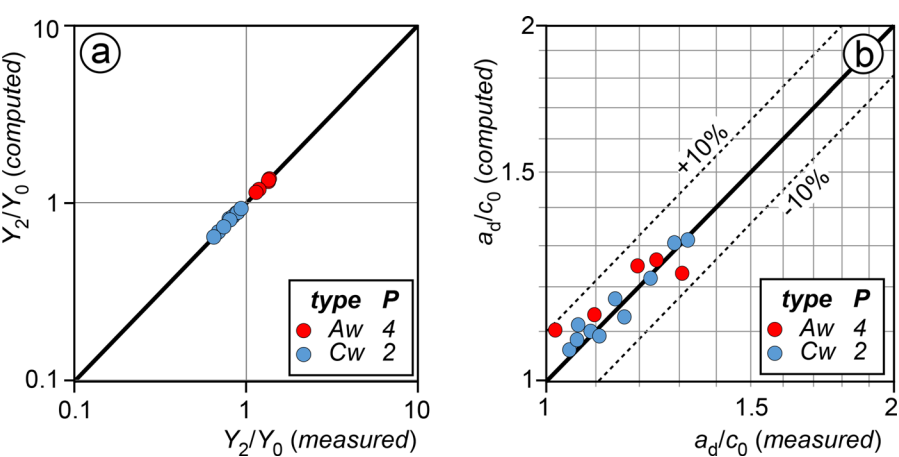 a
10
1
0.1
0.1
1
10
Y2/Y0 (computed)
Y2/Y0 (measured)
type P
Aw 4
Cw 2
b
2
1.5
1
1
1.5
2
ad/c0 (computed)
ad/c0 (measured)
+10%
-10%
type P
Aw 4
Cw 2